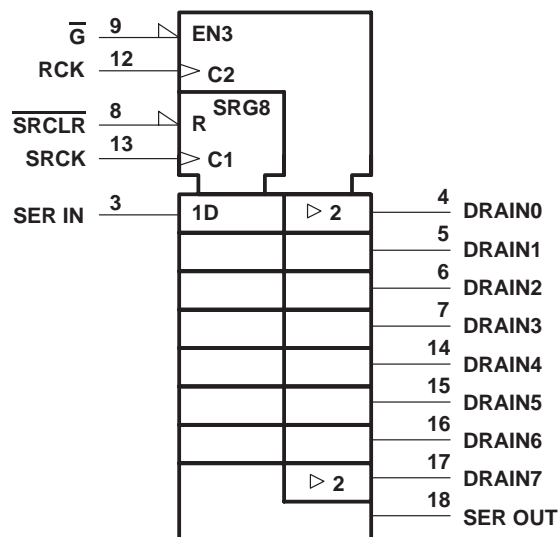 G 9 EN3
RCK 12 C2
SRG8
SRCLR 8 R
SRCK 13 C1
SER IN 3 1D 2 4 DRAIN0
5 DRAIN1
6 DRAIN2
7 DRAIN3
14 DRAIN4
15 DRAIN5
16 DRAIN6
2 17 DRAIN7
18 SER OUT